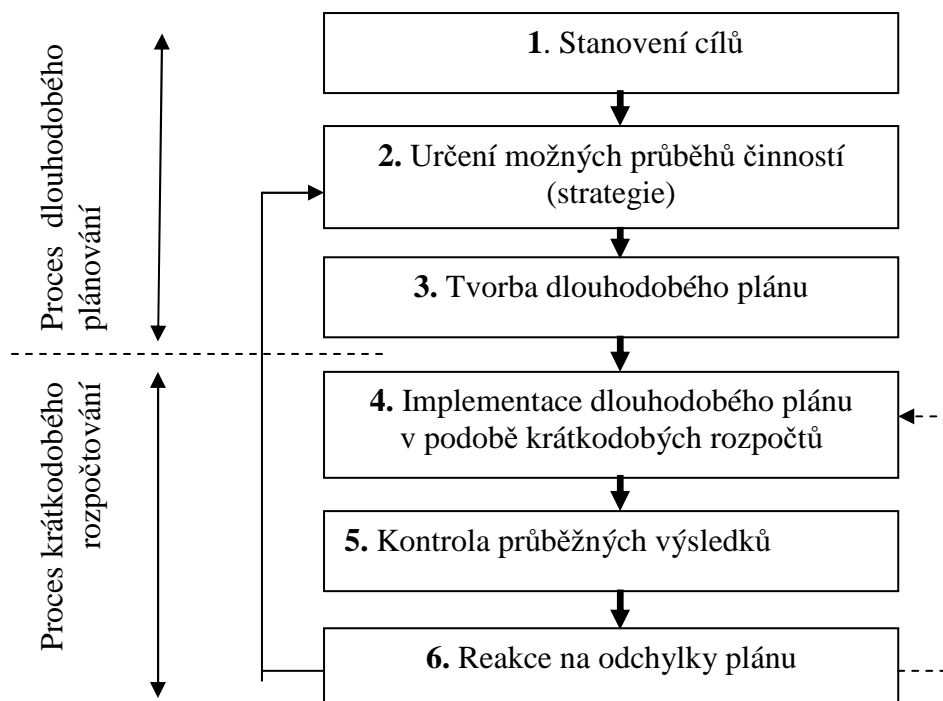 1. Stanovení cílů
2. Určení možných průběhů činností
(strategie)
3. Tvorba dlouhodobého plánu
4. Implementace dlouhodobého plánu
v podobě krátkodobých rozpočtů
5. Kontrola průběžných výsledků
6. Reakce na odchylky plánu
Proces dlouhodobého
plánování
Proces krátkodobého
rozpočtování